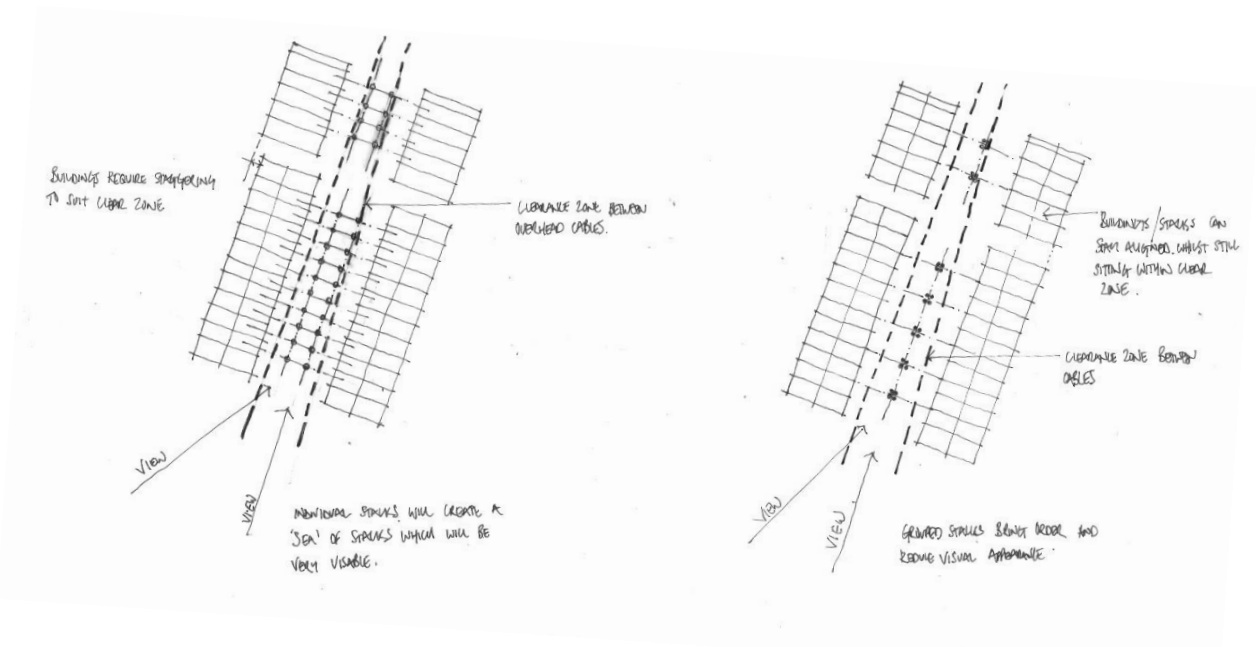 BUILDINGS REQUIRE STAGGERING
TO SUIT CLEAR ZONE
CLEARANCE ZONE BETWEEN
OVERHEAD CABLES.
VIEW
VIEW
INDIVIDUAL STACKS WILL CREATE A
'SEA' OF STACKS WHICH WILL BE
VERY VISABLE.
BUILDINGS/STACKS CAN
STAY ALIGNED WHILST STILL
SITTING WITHIN CLEAR
ZONE.
CLEARANCE ZONE BETWEEN
CABLES
VIEW
VIEW
GROUPED STACKS BRING ORDER AND
REDUCE VISUAL APPEARANCE